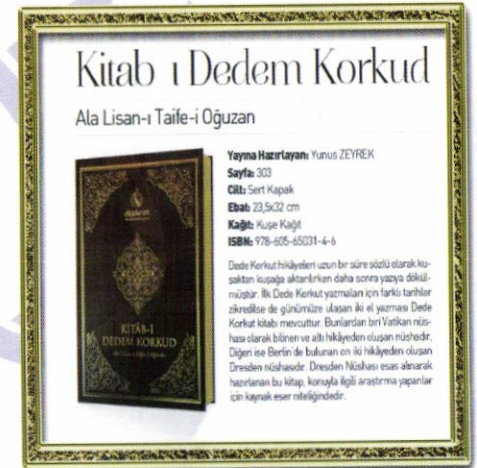 Kitab ı Dedem Korkud
Ala Lisan-ı Taife-i Oğuzan
Yayına Hazırlayan: Yunus ZEYREK
Sayfa: 303
Cilt: Sert Kapak
Ebat: 23,5x32 cm
Kağıt: Kuşe Kağıt
ISBN: 978-605-65031-4-6
Dede Korkut hikâyeleri uzun bir süre sözlü olarak ku-
şaktan kuşağa aktarılırken daha sonra yazıya dökül-
müştür. İlk Dede Korkut yazmaları için farklı tarihler
zikredilse de günümüze ulaşan iki el yazması Dede
Korkut kitabı mevcuttur. Bunlardan biri Vatikan nüs-
hası olarak bilinen ve altı hikâyeden oluşan nüshadır.
Diğeri ise Berlin'de bulunan on iki hikâyeden oluşan
Dresden nüshasıdır. Dresden Nüshası esas alınarak
hazırlanan bu kitap, konuyla ilgili araştırma yapanlar
için kaynak eser niteliğindedir.
KİTÂB-I
DEDEM KORKUD